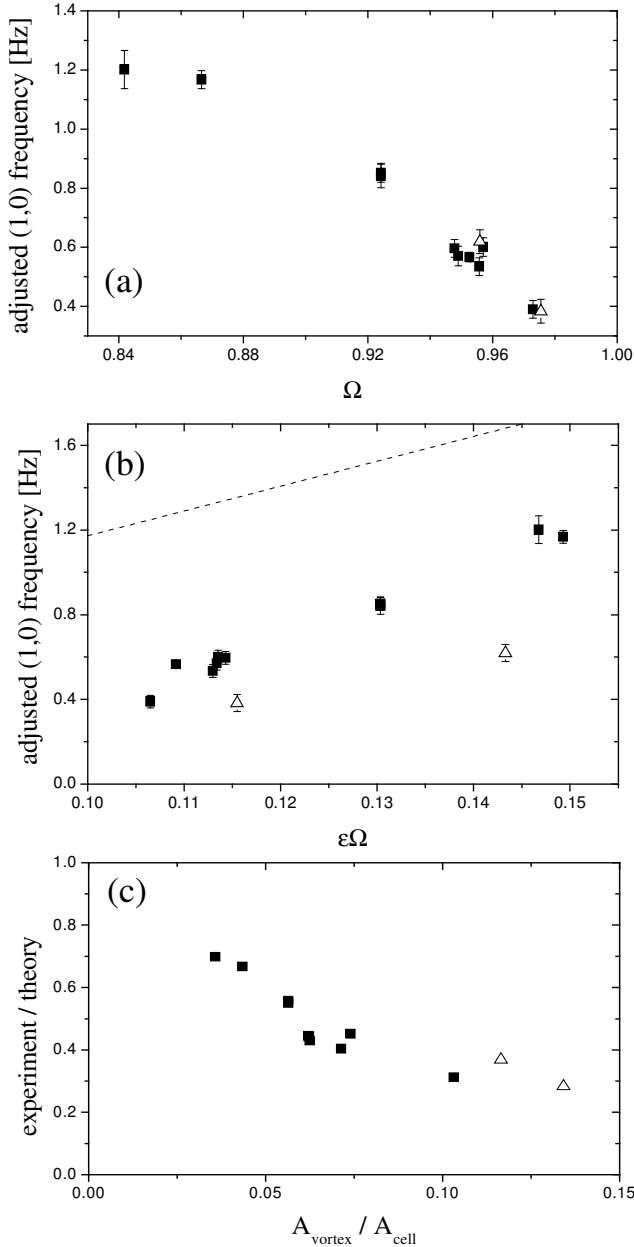 1.4
1.2
1.0
0.8
0.6
0.4
adjusted (1,0) frequency [Hz]
(a)
0.84 0.88 0.92 0.96 1.00
Ω
1.6
1.2
0.8
0.4
0.0
adjusted (1,0) frequency [Hz]
(b)
0.10 0.11 0.12 0.13 0.14 0.15
εΩ
1.0
0.8
0.6
0.4
0.2
0.0
experiment / theory
(c)
0.00 0.05 0.10 0.15
A_vortex / A_cell